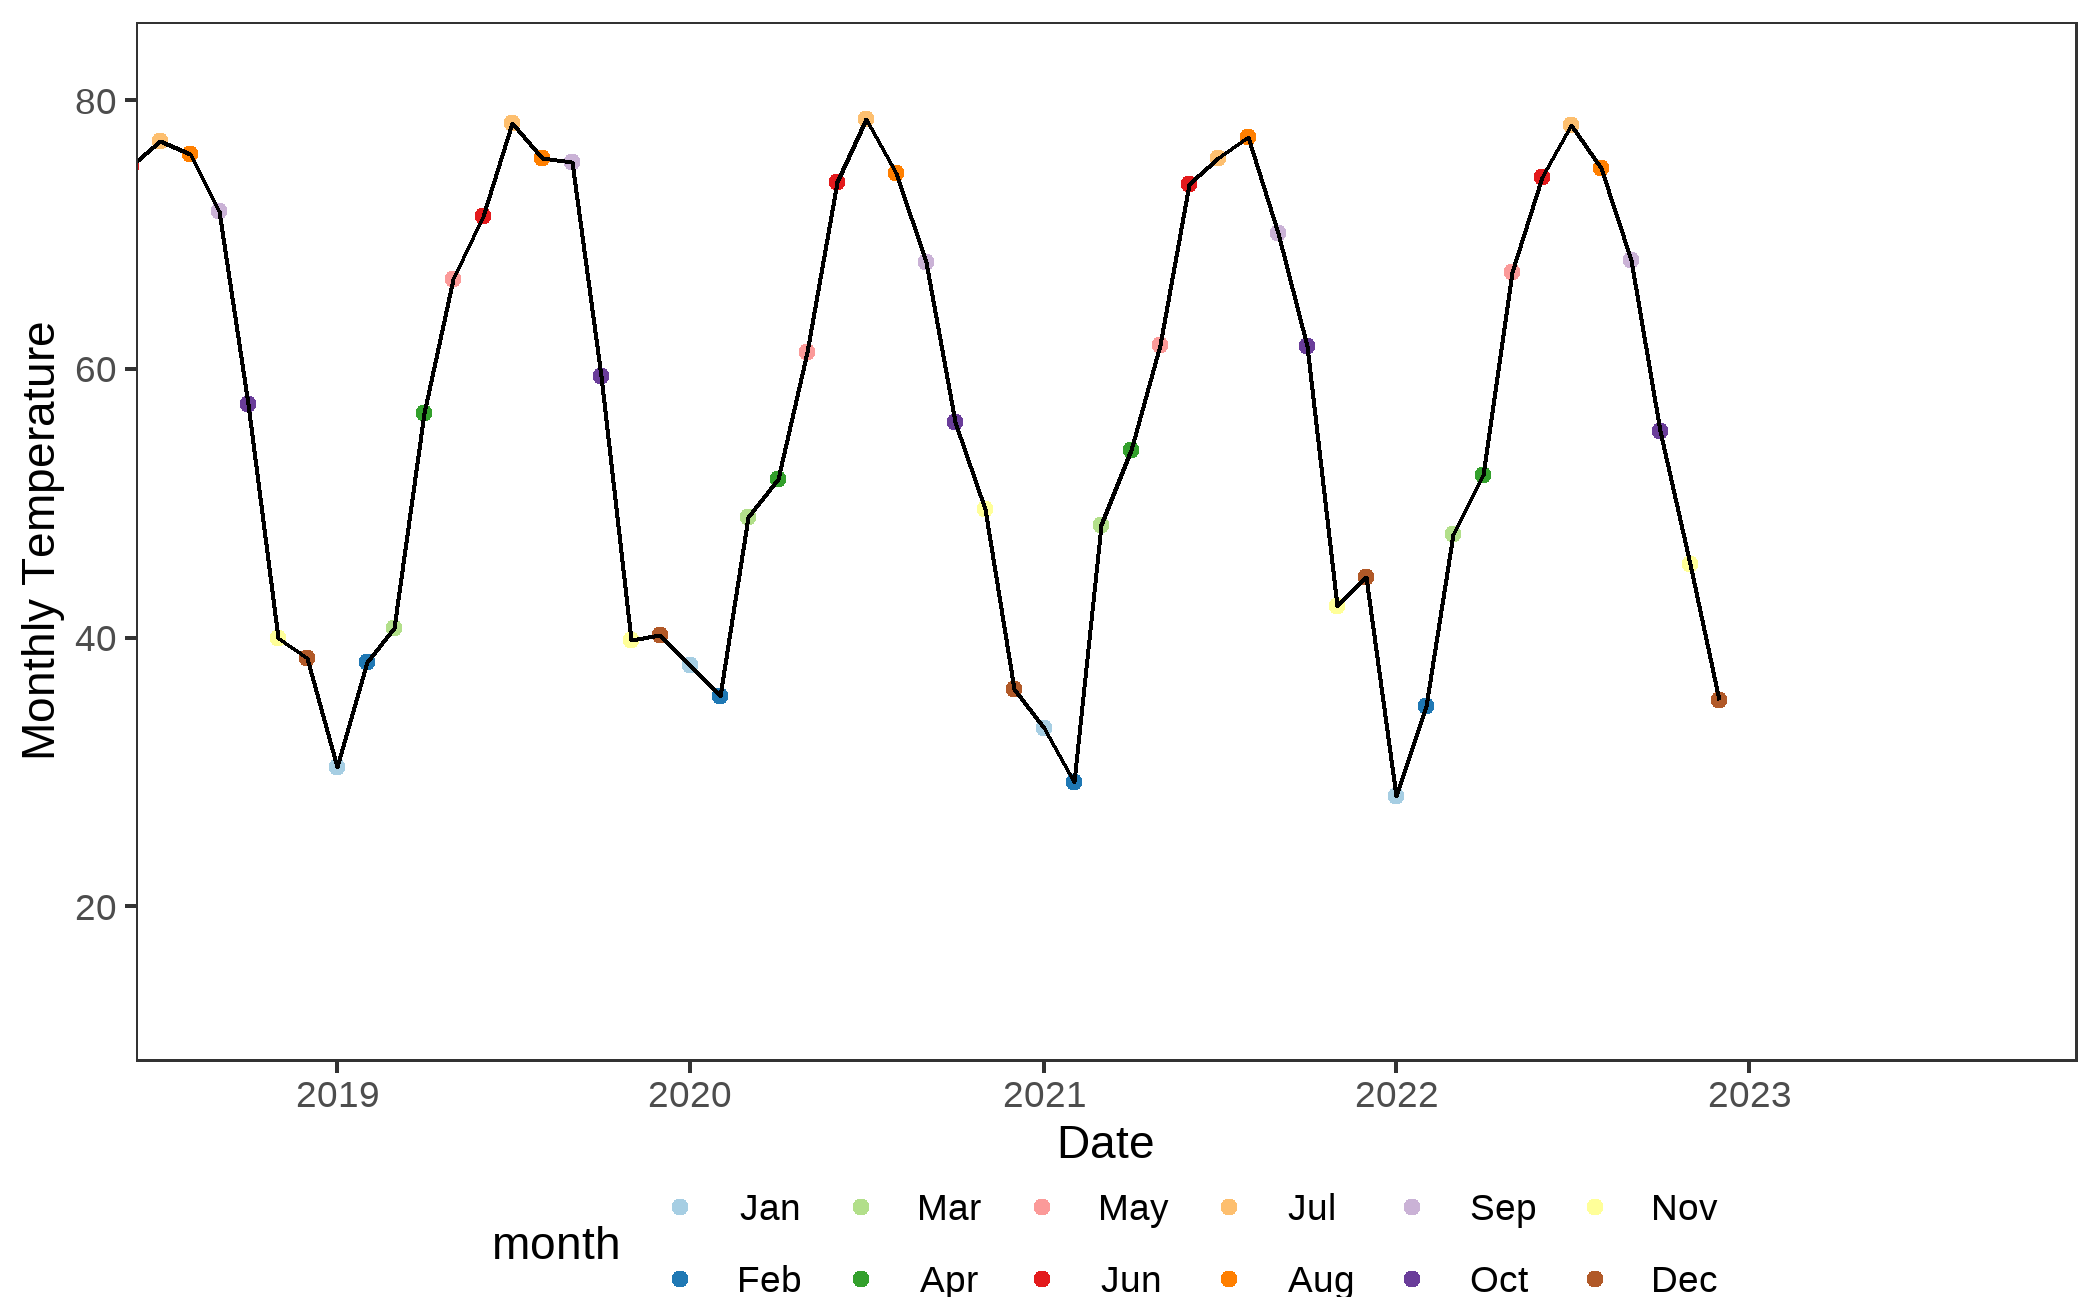 80
60
40
20
Monthly Temperature
2019 2020 2021 2022 2023
Date
month
Jan Mar May Jul Sep Nov
Feb Apr Jun Aug Oct Dec